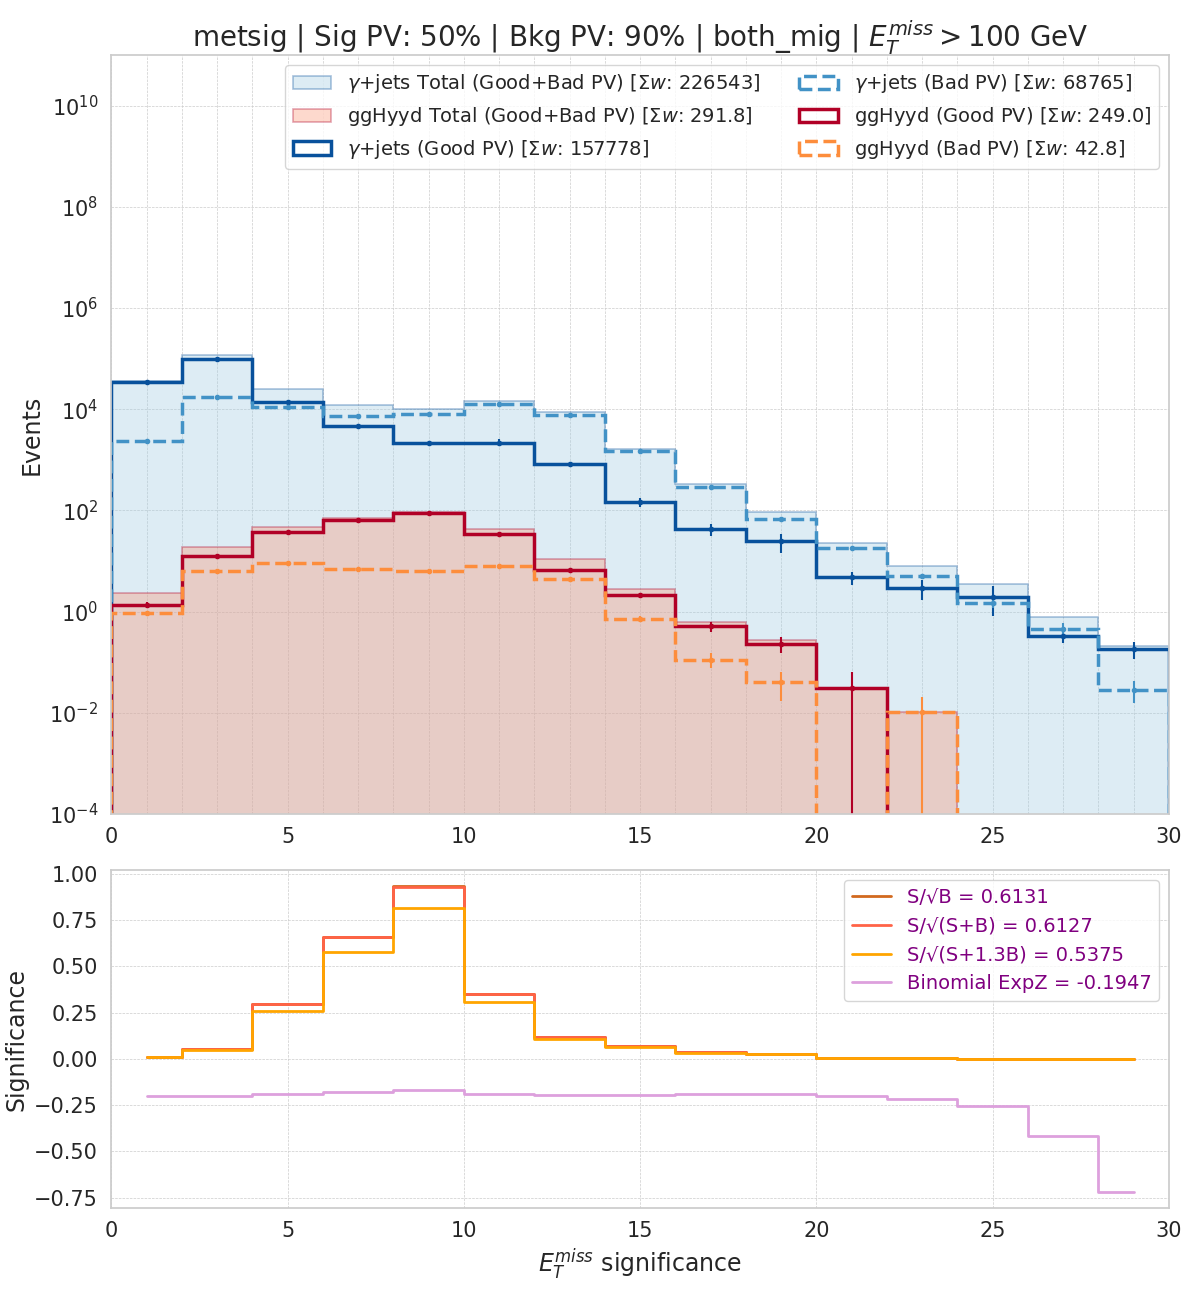 metsig | Sig PV: 50% | Bkg PV: 90% | both_mig | $E_T^{miss} > 100$ GeV
γ+jets Total (Good+Bad PV) [Σw: 226543]
ggHyyd Total (Good+Bad PV) [Σw: 291.8]
γ+jets (Good PV) [Σw: 157778]
γ+jets (Bad PV) [Σw: 68765]
ggHyyd (Good PV) [Σw: 249.0]
ggHyyd (Bad PV) [Σw: 42.8]
Events
$10^{10}$
$10^{8}$
$10^{6}$
$10^{4}$
$10^{2}$
$10^{0}$
$10^{-2}$
$10^{-4}$
0 5 10 15 20 25 30
Significance
1.00
0.75
0.50
0.25
0.00
−0.25
−0.50
−0.75
S/√B = 0.6131
S/√(S+B) = 0.6127
S/√(S+1.3B) = 0.5375
Binomial ExpZ = -0.1947
0 5 10 15 20 25 30
$E_T^{miss}$ significance